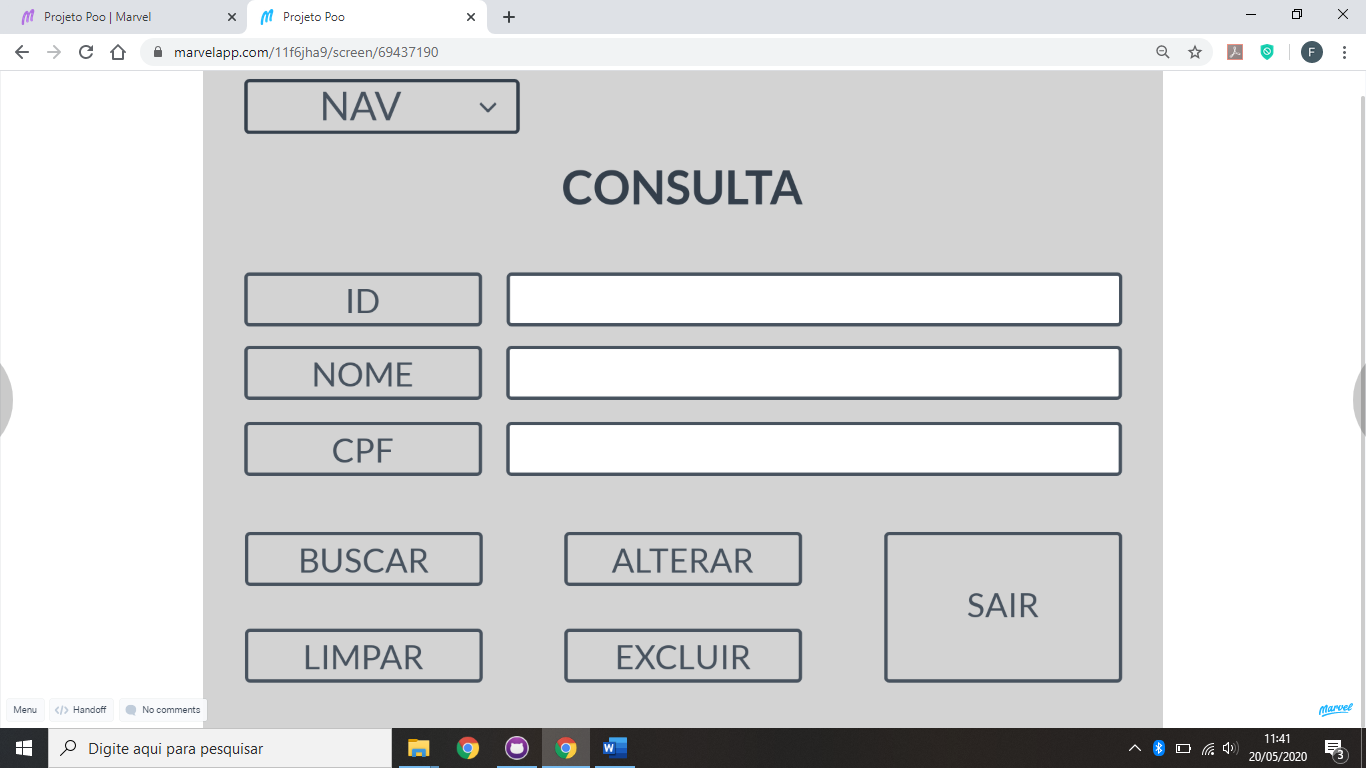 Projeto Poo | Marvel
Projeto Poo
marvelapp.com/11f6jha9/screen/69437190
F
NAV
CONSULTA
ID
NOME
CPF
BUSCAR
ALTERAR
SAIR
LIMPAR
EXCLUIR
Menu
Handoff
No comments
Marvel
Digite aqui para pesquisar
W
11:41
20/05/2020
3